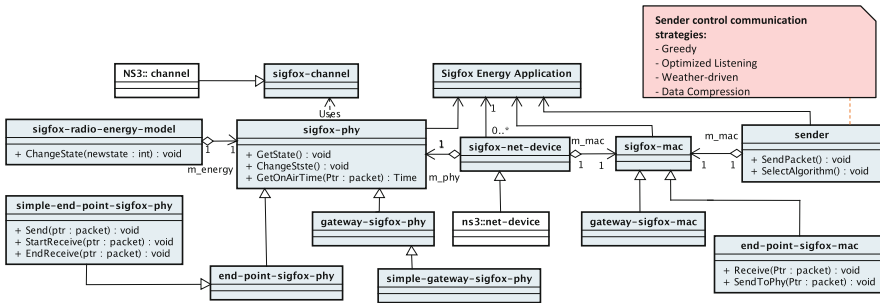 Sender control communication
strategies:
- Greedy
- Optimized Listening
- Weather-driven
- Data Compression
NS3:: channel
sigfox-channel
Sigfox Energy Application
Uses
1
0..*
sigfox-radio-energy-model
+ ChangeState(newstate : int) : void
1
1
m_energy
sigfox-phy
+ GetState() : void
+ ChangeStste() : void
+ GetOnAirTime(Ptr : packet) : Time
1
1
m_phy
sigfox-net-device
m_mac
1
1
sigfox-mac
m_mac
1
1
sender
+ SendPacket() : void
+ SelectAlgorithm() : void
simple-end-point-sigfox-phy
+ Send(ptr : packet) : void
+ StartReceive(ptr : packet) : void
+ EndReceive(ptr : packet) : void
gateway-sigfox-phy
ns3::net-device
gateway-sigfox-mac
end-point-sigfox-mac
+ Receive(Ptr : packet) : void
+ SendToPhy(Ptr : packet) : void
end-point-sigfox-phy
simple-gateway-sigfox-phy